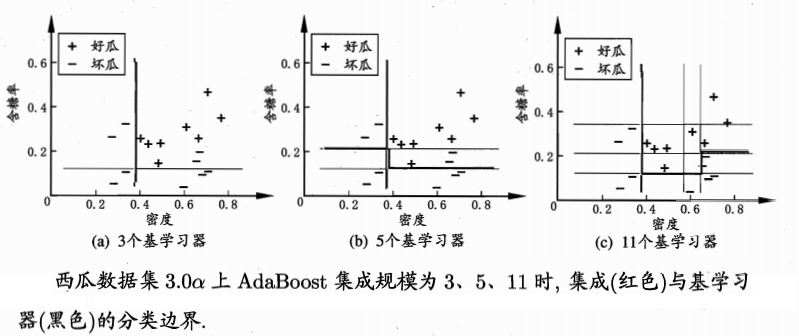 + 好瓜
− 坏瓜
含糖率
0.6
0.4
0.2
0
0.2
0.4
0.6
0.8
密度
(a) 3个基学习器
+ 好瓜
− 坏瓜
含糖率
0.6
0.4
0.2
0
0.2
0.4
0.6
0.8
密度
(b) 5个基学习器
+ 好瓜
− 坏瓜
含糖率
0.6
0.4
0.2
0
0.2
0.4
0.6
0.8
密度
(c) 11个基学习器
西瓜数据集 3.0α 上 AdaBoost 集成规模为 3、5、11 时, 集成(红色)与基学习
器(黑色)的分类边界.